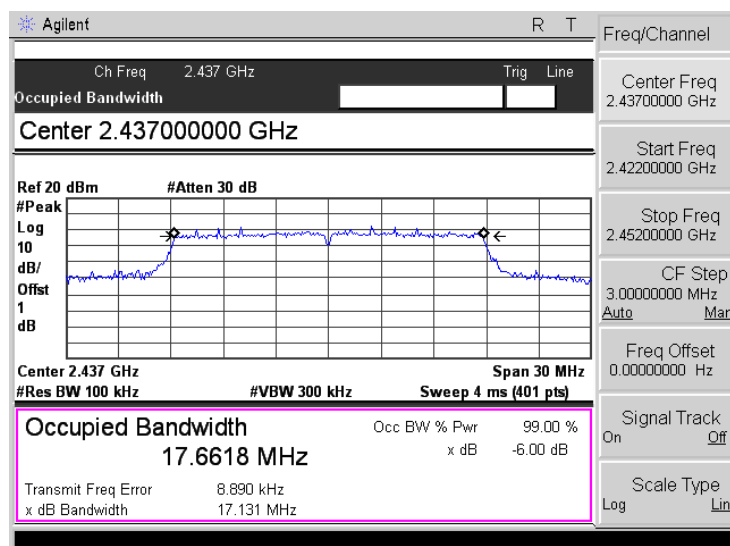 Agilent
R T
Ch Freq 2.437 GHz Trig Line
Occupied Bandwidth
Center 2.437000000 GHz
Ref 20 dBm #Atten 30 dB
#Peak
Log
10
dB/
Offst
1
dB
Center 2.437 GHz Span 30 MHz
#Res BW 100 kHz #VBW 300 kHz Sweep 4 ms (401 pts)
Occupied Bandwidth
17.6618 MHz
Occ BW % Pwr 99.00 %
x dB -6.00 dB
Transmit Freq Error 8.890 kHz
x dB Bandwidth 17.131 MHz
Freq/Channel
Center Freq
2.43700000 GHz
Start Freq
2.42200000 GHz
Stop Freq
2.45200000 GHz
CF Step
3.00000000 MHz
Auto Man
Freq Offset
0.00000000 Hz
Signal Track
On Off
Scale Type
Log Lin